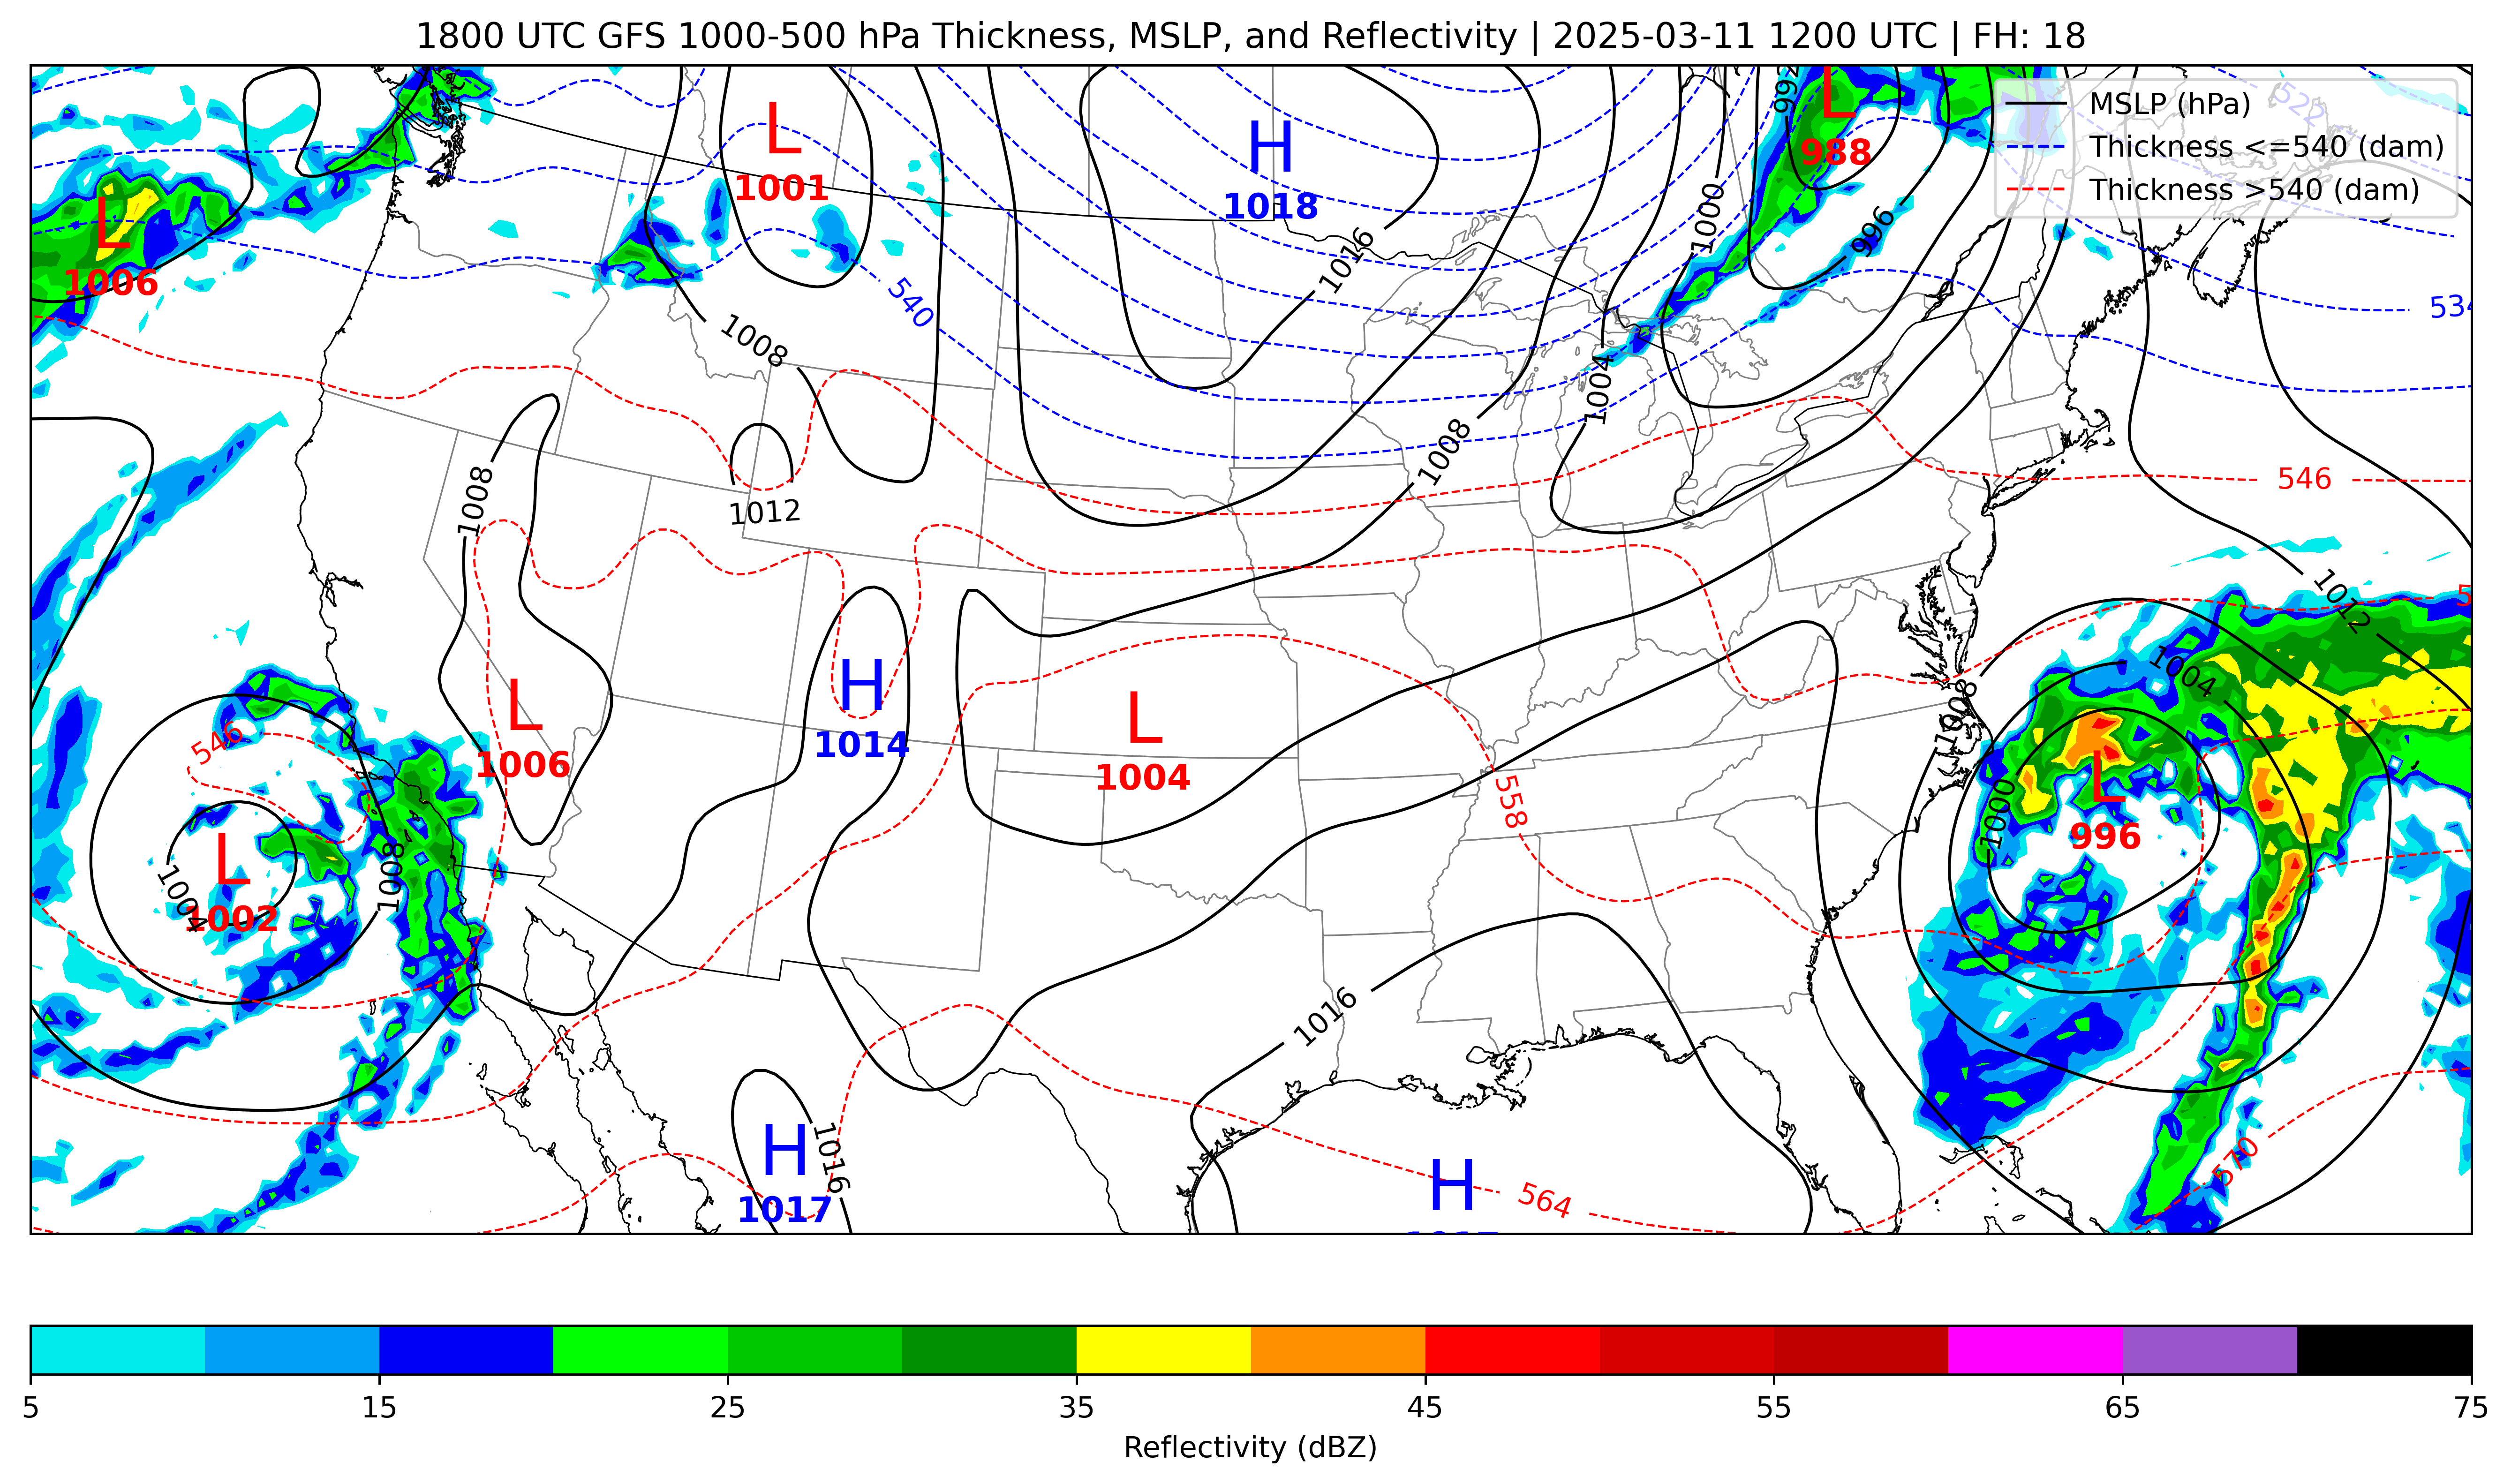 1800 UTC GFS 1000-500 hPa Thickness, MSLP, and Reflectivity | 2025-03-11 1200 UTC | FH: 18
MSLP (hPa)
Thickness <=540 (dam)
Thickness >540 (dam)
522
992
L
988
L
1001
H
1018
L
1006
1000
996
1016
540
534
1008
1004
1008
1012
1008
546
1012
5
1004
1008
H
1014
L
1006
L
1004
546
558
L
996
1000
L
1002
1004
1008
1016
570
H
1017
1016
H
564
5
15
25
35
45
55
65
75
Reflectivity (dBZ)